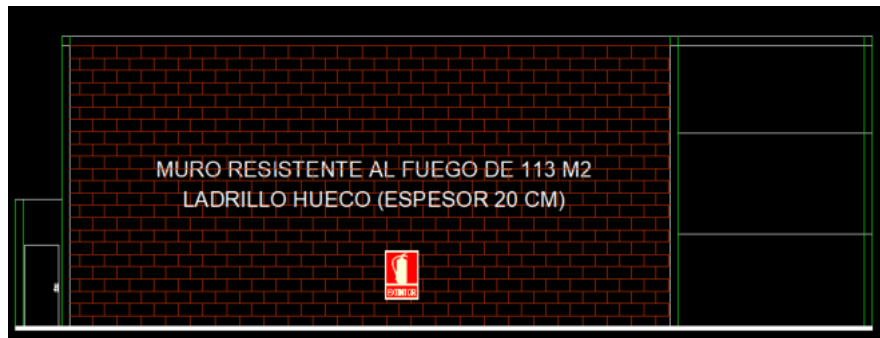 MURO RESISTENTE AL FUEGO DE 113 M2
LADRILLO HUECO (ESPESOR 20 CM)
EXTINTOR